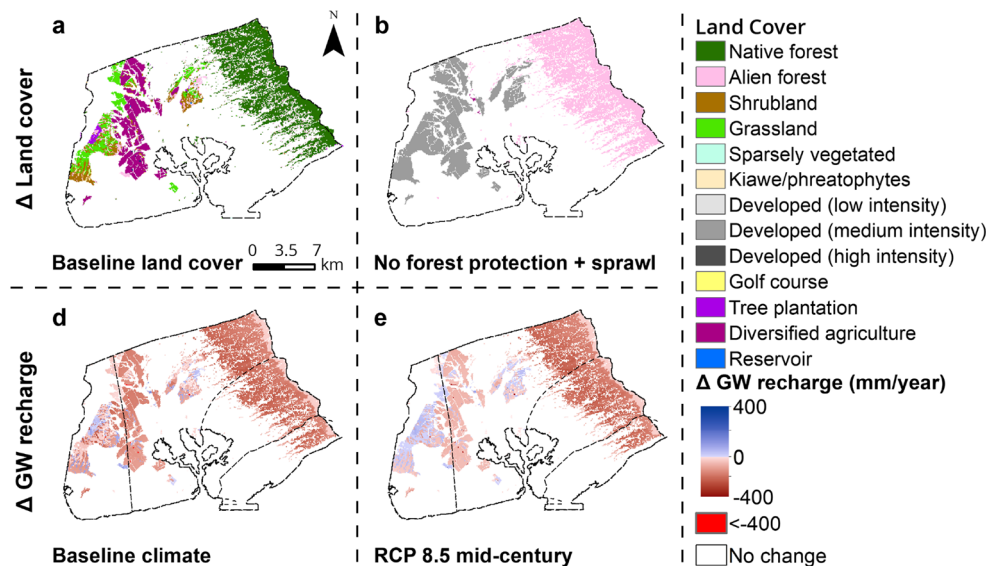 a
N
b
Δ Land cover
0 3.5 7
km
Baseline land cover
No forest protection + sprawl
d
e
Δ GW recharge
Baseline climate
RCP 8.5 mid-century
Land Cover
Native forest
Alien forest
Shrubland
Grassland
Sparsely vegetated
Kiawe/phreatophytes
Developed (low intensity)
Developed (medium intensity)
Developed (high intensity)
Golf course
Tree plantation
Diversified agriculture
Reservoir
Δ GW recharge (mm/year)
400
0
-400
<-400
No change